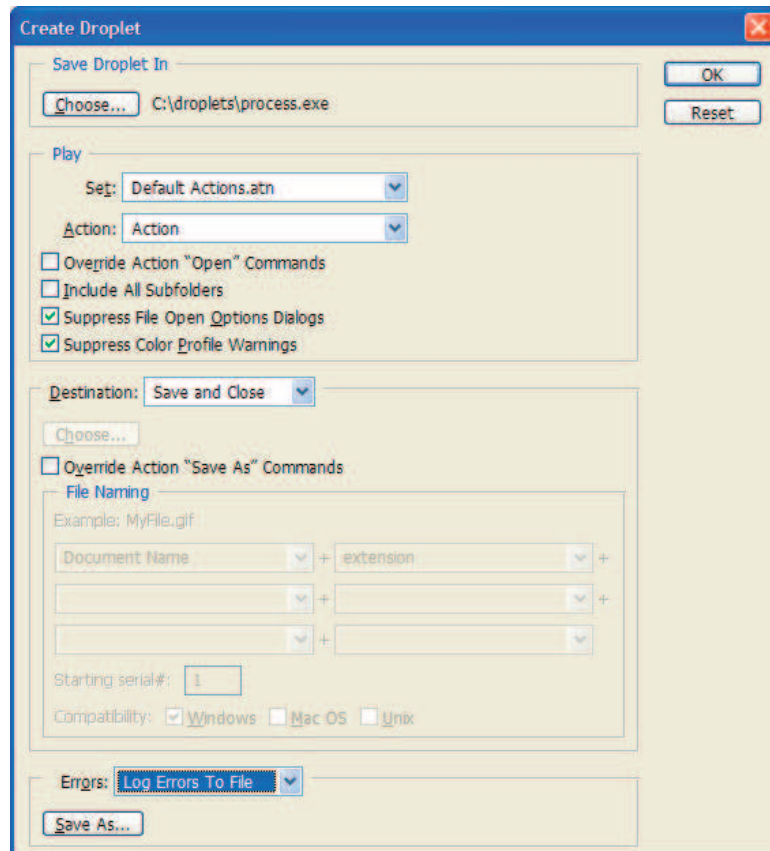 Create Droplet
Save Droplet In
Choose... C:\droplets\process.exe
OK
Reset
Play
Set: Default Actions.atn
Action: Action
Override Action "Open" Commands
Include All Subfolders
Suppress File Open Options Dialogs
Suppress Color Profile Warnings
Destination: Save and Close
Choose...
Override Action "Save As" Commands
File Naming
Example: MyFile.gif
Document Name + extension +
+ +
+
Starting serial#: 1
Compatibility: Windows Mac OS Unix
Errors: Log Errors To File
Save As...